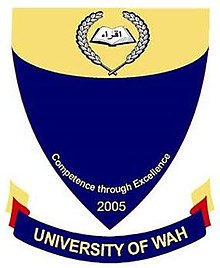 اقراء
Competence through Excellence
2005
UNIVERSITY OF WAH